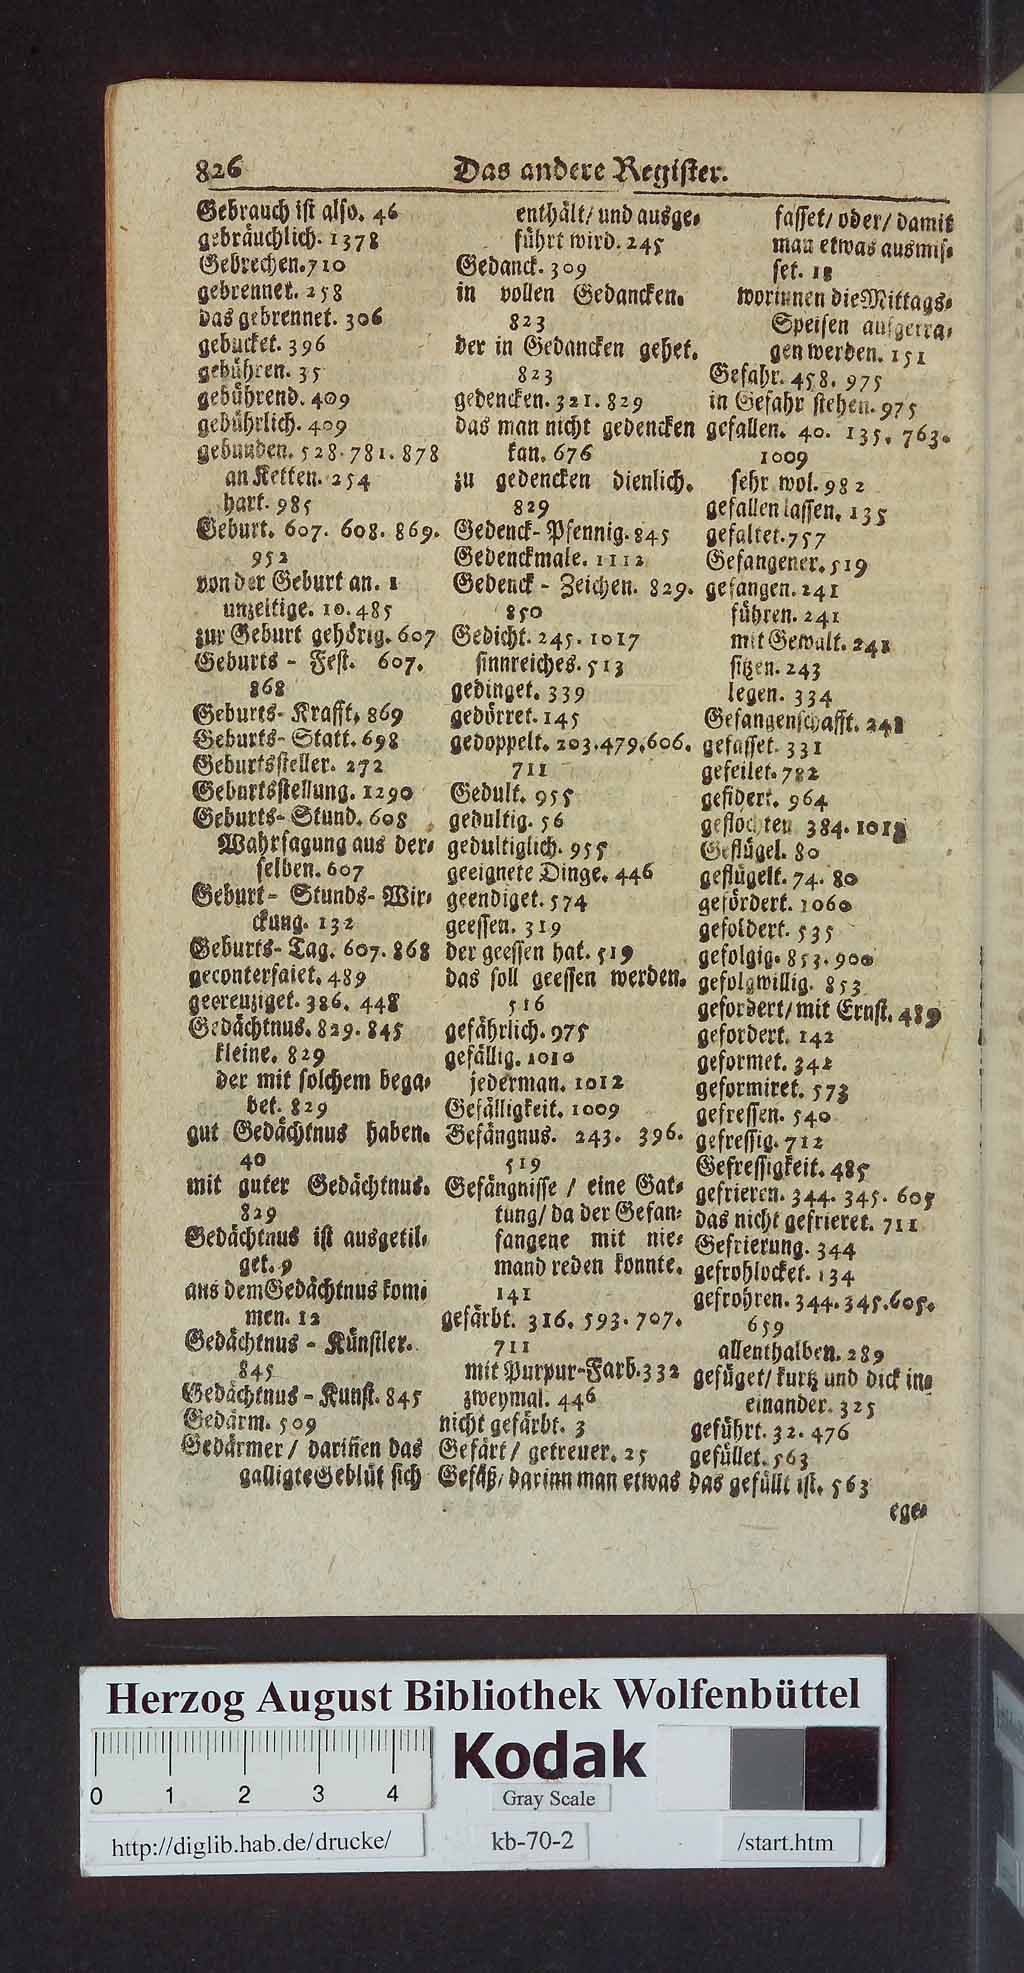 826 Das andere Register.
Gebrauch ist also. 46
gebräuchlich. 1378
Gebrechen. 710
gebrennet. 258
das gebrennet. 306
gebucket. 396
gebühren. 35
gebührend. 409
gebührlich. 409
gebunden. 528. 781. 878
an Ketten. 254
hart. 985
Geburt. 607. 608. 869.
952
von der Geburt an. 1
unzeitige. 10. 485
zur Geburt gehörig. 607
Geburts - Fest. 607.
868
Geburts- Krafft. 869
Geburts- Statt. 698
Geburtssteller. 272
Geburtsstellung. 1290
Geburts- Stund. 608
Wahrsagung aus der-
selben. 607
Geburt- Stunds- Wir-
ckung. 132
Geburts- Tag. 607. 868
geconterfaiet. 489
gecreuziget. 386. 448
Gedächtnus. 829. 845
kleine. 829
der mit solchem bega-
bet. 829
gut Gedächtnus haben.
40
mit guter Gedächtnus.
829
Gedächtnus ist ausgetil-
get. 9
aus dem Gedächtnus kom-
men. 12
Gedächtnus - Künstler.
845
Gedächtnus - Kunst. 845
Gedärm. 509
Gedärmer / darinen das
galligte Geblüt sich
enthält/ und ausge-
führt wird. 245
Gedanck. 309
in vollen Gedancken.
823
der in Gedancken gehet.
823
gedencken. 321. 829
das man nicht gedencken
kan. 676
zu gedencken dienlich.
829
Gedenck- Pfennig. 845
Gedenckmale. 1112
Gedenck - Zeichen. 829.
850
Gedicht. 245. 1017
sinnreiches. 513
gedinget. 339
gedörret. 145
gedoppelt. 203. 479. 606.
711
Gedult. 955
gedultig. 56
gedultiglich. 955
geeignete Dinge. 446
geendiget. 574
geessen. 319
der geessen hat. 519
das soll geessen werden.
516
gefährlich. 975
gefällig. 1010
jederman. 1012
Gefälligkeit. 1009
Gefängnus. 243. 396.
519
Gefängnisse / eine Gat-
tung/ da der Gefan-
fangene mit nie-
mand reden konnte.
141
gefärbt. 316. 593. 707.
711
mit Purpur-Farb. 332
zweymal. 446
nicht gefärbt. 3
Gefärt / getreuer. 25
Gefäß/ darinn man etwas
fasset/ oder/ damit
man etwas ausmis-
set. 18
worinnen die Mittags-
Speisen aufgetra-
gen werden. 151
Gefahr. 458. 975
in Gefahr stehen. 975
gefallen. 40. 135. 763.
1009
sehr wol. 982
gefallen lassen. 135
gefaltet. 757
Gefangener. 519
gefangen. 241
führen. 241
mit Gewalt. 241
sitzen. 243
legen. 334
Gefangenschafft. 241
gefasset. 331
gefeilet. 782
gefidert. 964
geflochten 384. 1018
Geflügel. 80
geflügelt. 74. 80
gefördert. 1060
gefoldert. 535
gefolgig. 853. 900
gefolgwillig. 853
gefordert/ mit Ernst. 489
gefordert. 142
geformet. 342
geformiret. 573
gefressen. 540
gefressig. 712
Gefressigkeit. 485
gefrieren. 344. 345. 605
das nicht gefrieret. 711
Gefrierung. 344
gefrohlocket. 134
gefrohren. 344. 345. 605.
659
allenthalben. 289
gefüget/ kurtz und dick in-
einander. 325
geführt. 32. 476
gefüllet. 563
das gefüllt ist. 563
ege-
Herzog August Bibliothek Wolfenbüttel
0 1 2 3 4
Kodak
Gray Scale
http://diglib.hab.de/drucke/
kb-70-2
/start.htm